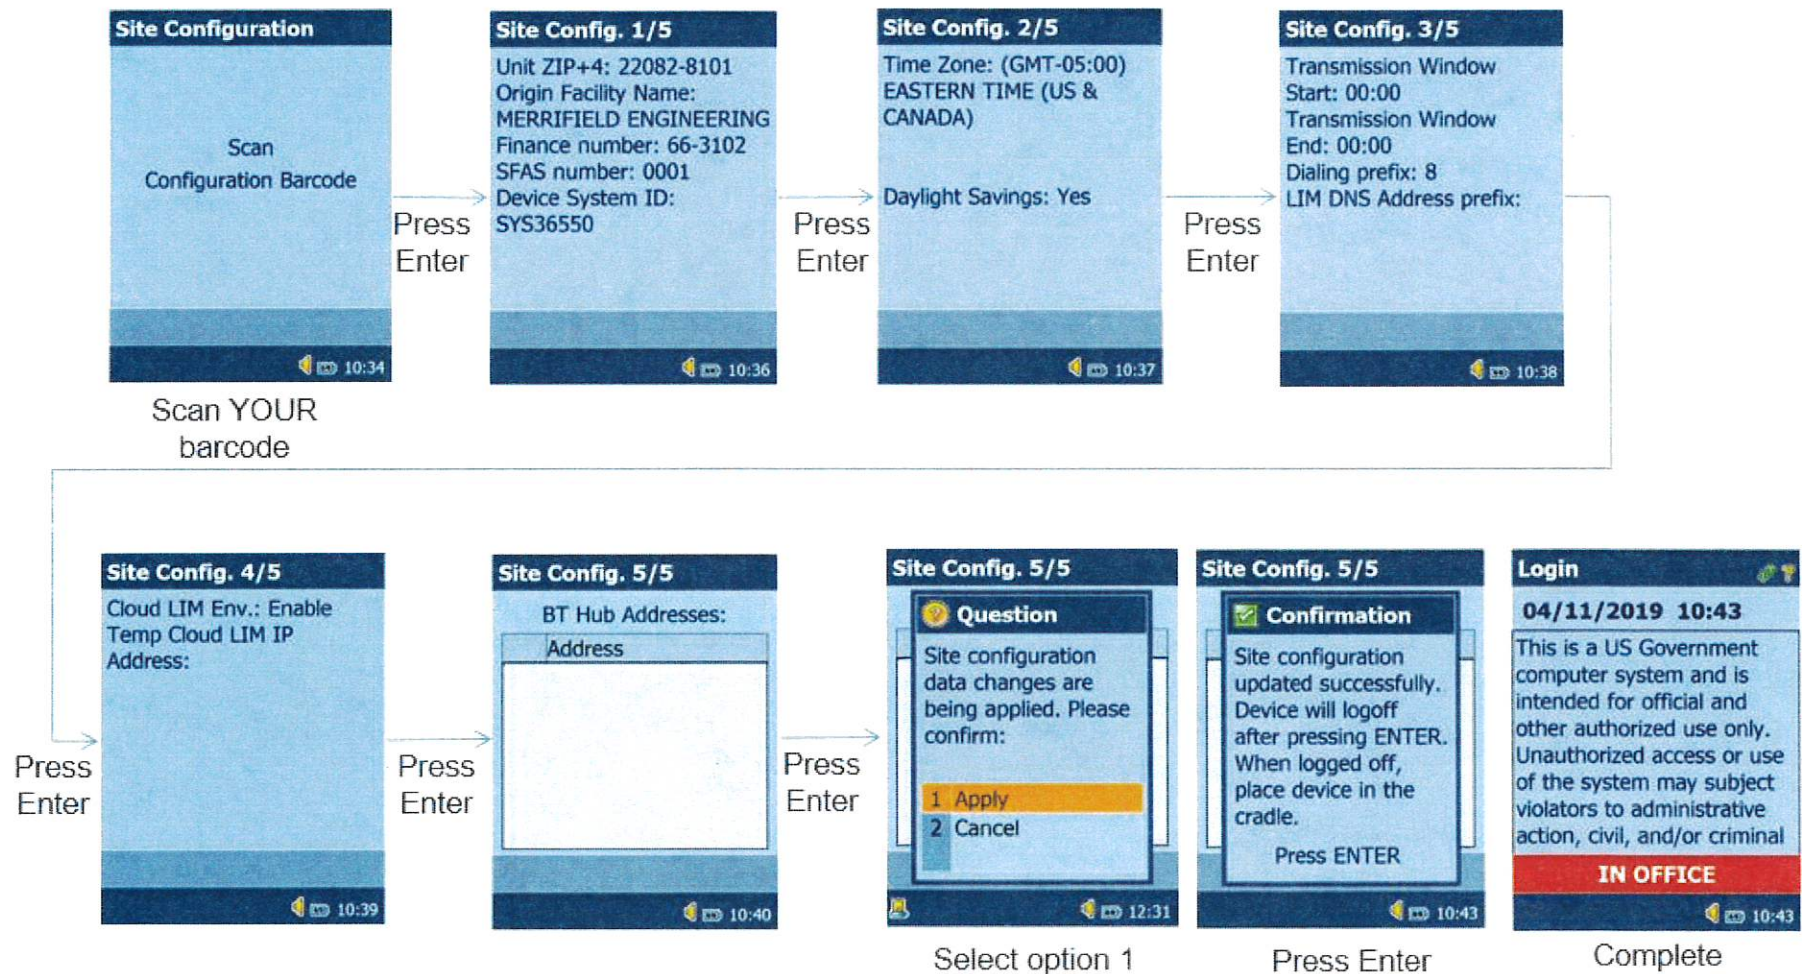 Site Configuration
Scan
Configuration Barcode
10:34
Scan YOUR
barcode
Press
Enter
Site Config. 1/5
Unit ZIP+4: 22082-8101
Origin Facility Name:
MERRIFIELD ENGINEERING
Finance number: 66-3102
SFAS number: 0001
Device System ID:
SYS36550
10:36
Press
Enter
Site Config. 2/5
Time Zone: (GMT-05:00)
EASTERN TIME (US &
CANADA)
Daylight Savings: Yes
10:37
Press
Enter
Site Config. 3/5
Transmission Window
Start: 00:00
Transmission Window
End: 00:00
Dialing prefix: 8
LIM DNS Address prefix:
10:38
Press
Enter
Site Config. 4/5
Cloud LIM Env.: Enable
Temp Cloud LIM IP
Address:
10:39
Press
Enter
Site Config. 5/5
BT Hub Addresses:
Address
10:40
Press
Enter
Site Config. 5/5
Question
Site configuration
data changes are
being applied. Please
confirm:
1 Apply
2 Cancel
12:31
Select option 1
Site Config. 5/5
Confirmation
Site configuration
updated successfully.
Device will logoff
after pressing ENTER.
When logged off,
place device in the
cradle.
Press ENTER
10:43
Press Enter
Login
04/11/2019 10:43
This is a US Government
computer system and is
intended for official and
other authorized use only.
Unauthorized access or use
of the system may subject
violators to administrative
action, civil, and/or criminal
IN OFFICE
10:43
Complete